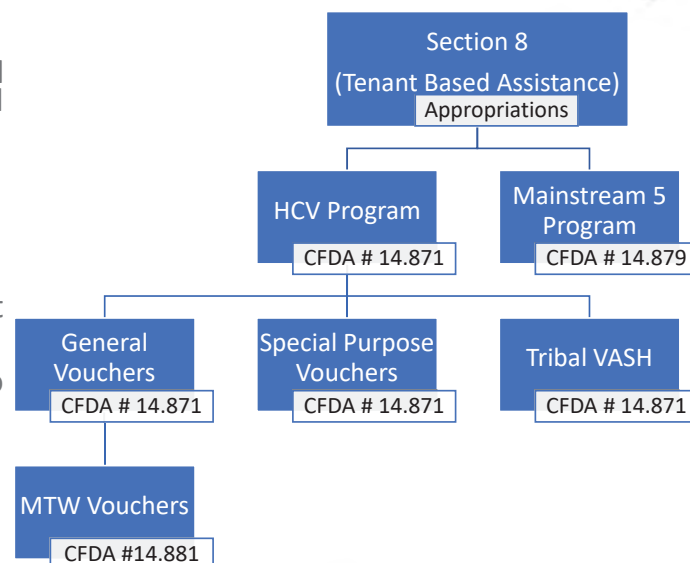 Section 8
(Tenant Based Assistance)
Appropriations
HCV Program
CFDA # 14.871
Mainstream 5
Program
CFDA # 14.879
General
Vouchers
CFDA # 14.871
Special Purpose
Vouchers
CFDA # 14.871
Tribal VASH
CFDA # 14.871
MTW Vouchers
CFDA #14.881